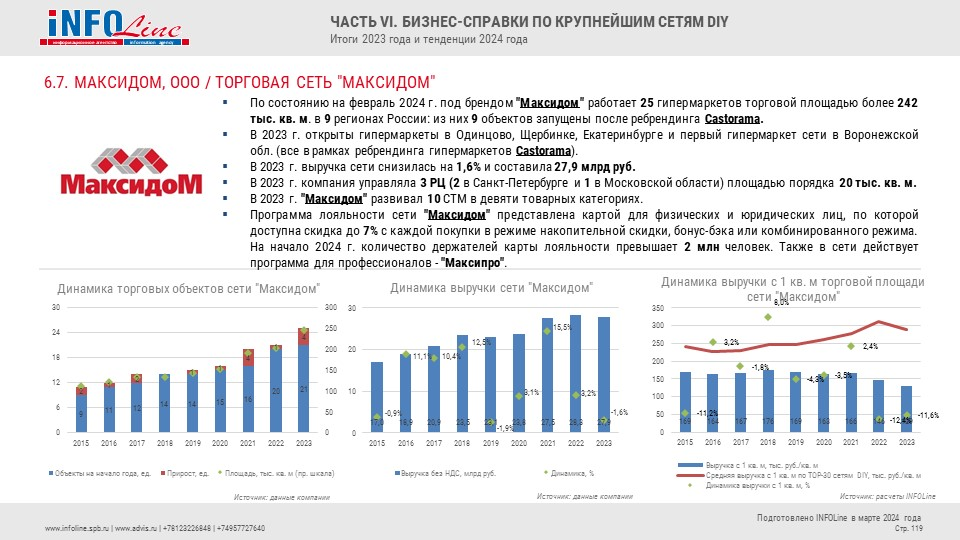 iNFOLine
информационное агентство information agency
ЧАСТЬ VI. БИЗНЕС-СПРАВКИ ПО КРУПНЕЙШИМ СЕТЯМ DIY
Итоги 2023 года и тенденции 2024 года
6.7. МАКСИДОМ, ООО / ТОРГОВАЯ СЕТЬ "МАКСИДОМ"
МаксидоМ
▪ По состоянию на февраль 2024 г. под брендом "Максидом" работает 25 гипермаркетов торговой площадью более 242
тыс. кв. м. в 9 регионах России: из них 9 объектов запущены после ребрендинга Castorama.
▪ В 2023 г. открыты гипермаркеты в Одинцово, Щербинке, Екатеринбурге и первый гипермаркет сети в Воронежской
обл. (все в рамках ребрендинга гипермаркетов Castorama).
▪ В 2023 г. выручка сети снизилась на 1,6% и составила 27,9 млрд руб.
▪ В 2023 г. компания управляла 3 РЦ (2 в Санкт-Петербурге и 1 в Московской области) площадью порядка 20 тыс. кв. м.
▪ В 2023 г. "Максидом" развивал 10 СТМ в девяти товарных категориях.
▪ Программа лояльности сети "Максидом" представлена картой для физических и юридических лиц, по которой
доступна скидка до 7% с каждой покупки в режиме накопительной скидки, бонус-бэка или комбинированного режима.
На начало 2024 г. количество держателей карты лояльности превышает 2 млн человек. Также в сети действует
программа для профессионалов - "Максипро".
Динамика торговых объектов сети "Максидом"
30 24 18 12 6 0
300 250 200 150 100 50 0
9 11 12 14 14 15 16 20 21
2 4 4
2015 2016 2017 2018 2019 2020 2021 2022 2023
Объекты на начало года, ед. Прирост, ед. Площадь, тыс. кв. м (пр. шкала)
Источник: данные компании
Динамика выручки сети "Максидом"
30 20 10 0
-0,9% 11,1% 10,4% 12,5% -1,9% 3,1% 15,5% 3,2% -1,6%
17,0 18,9 20,9 23,5 23,8 27,5 28,3 27,9
2015 2016 2017 2018 2019 2020 2021 2022 2023
Выручка без НДС, млрд руб. Динамика, %
Источник: данные компании
Динамика выручки с 1 кв. м торговой площади
сети "Максидом"
350 300 250 200 150 100 50 0
-11,2% 3,2% -1,8% -4,3% -3,5% 2,4% -12,4% -11,6%
169 164 167 176 169 163 166 146
2015 2016 2017 2018 2019 2020 2021 2022 2023
Выручка с 1 кв. м, тыс. руб./кв. м
Средняя выручка с 1 кв. м по TOP-30 сетям DIY, тыс. руб./кв. м
Динамика выручки с 1 кв. м, %
Источник: расчеты INFOLine
www.infoline.spb.ru | www.advis.ru | +78123226848 | +74957727640
Подготовлено INFOLine в марте 2024 года
Стр. 119